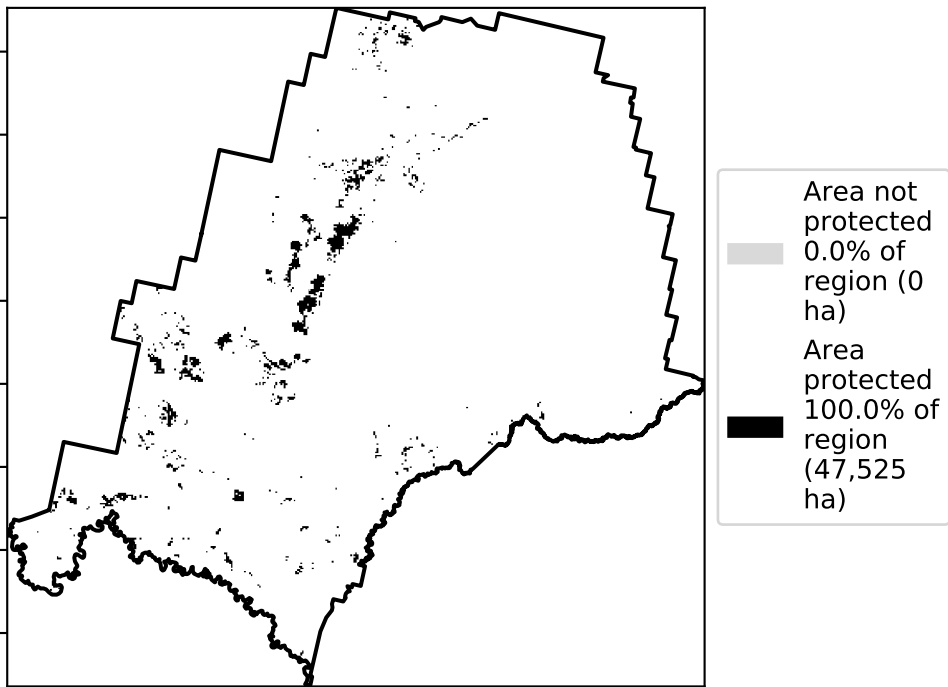 Area not
protected
0.0% of
region (0
ha)
Area
protected
100.0% of
region
(47,525
ha)